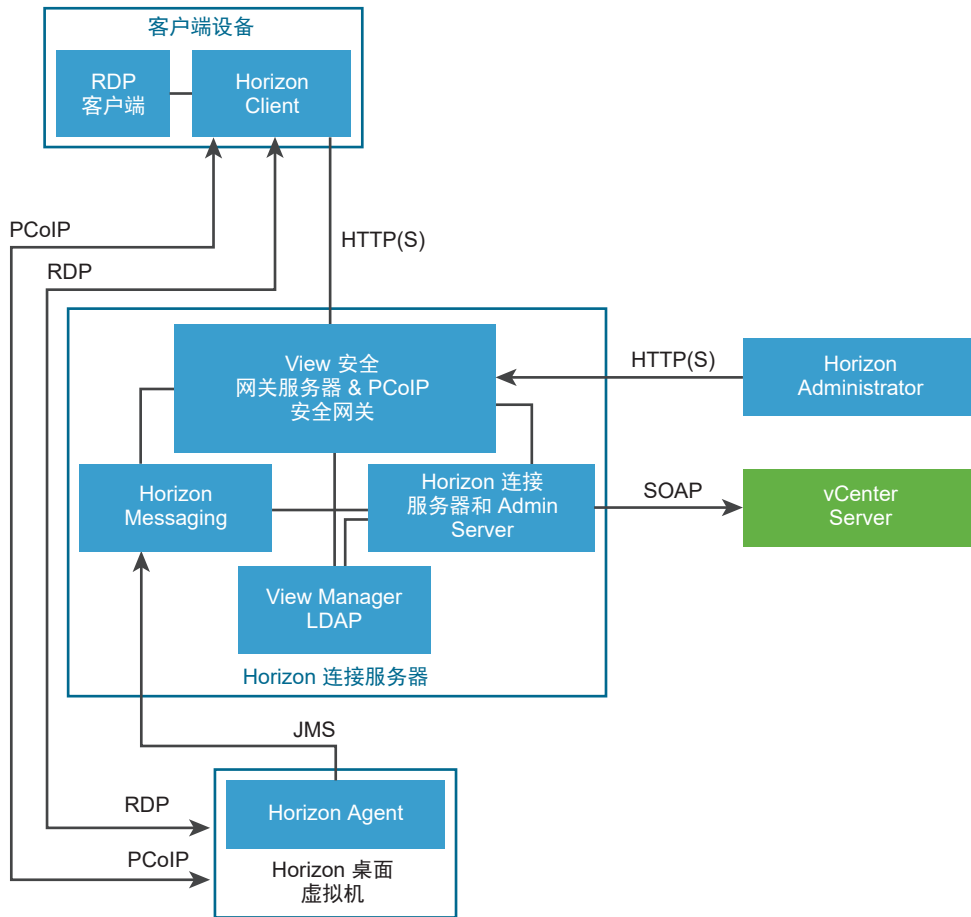 客户端设备
RDP
客户端
Horizon
Client
PCoIP
HTTP(S)
RDP
View 安全
网关服务器 & PCoIP
安全网关
HTTP(S)
Horizon
Administrator
Horizon
Messaging
Horizon 连接
服务器和 Admin
Server
SOAP
vCenter
Server
View Manager
LDAP
Horizon 连接服务器
JMS
RDP
Horizon Agent
PCoIP
Horizon 桌面
虚拟机